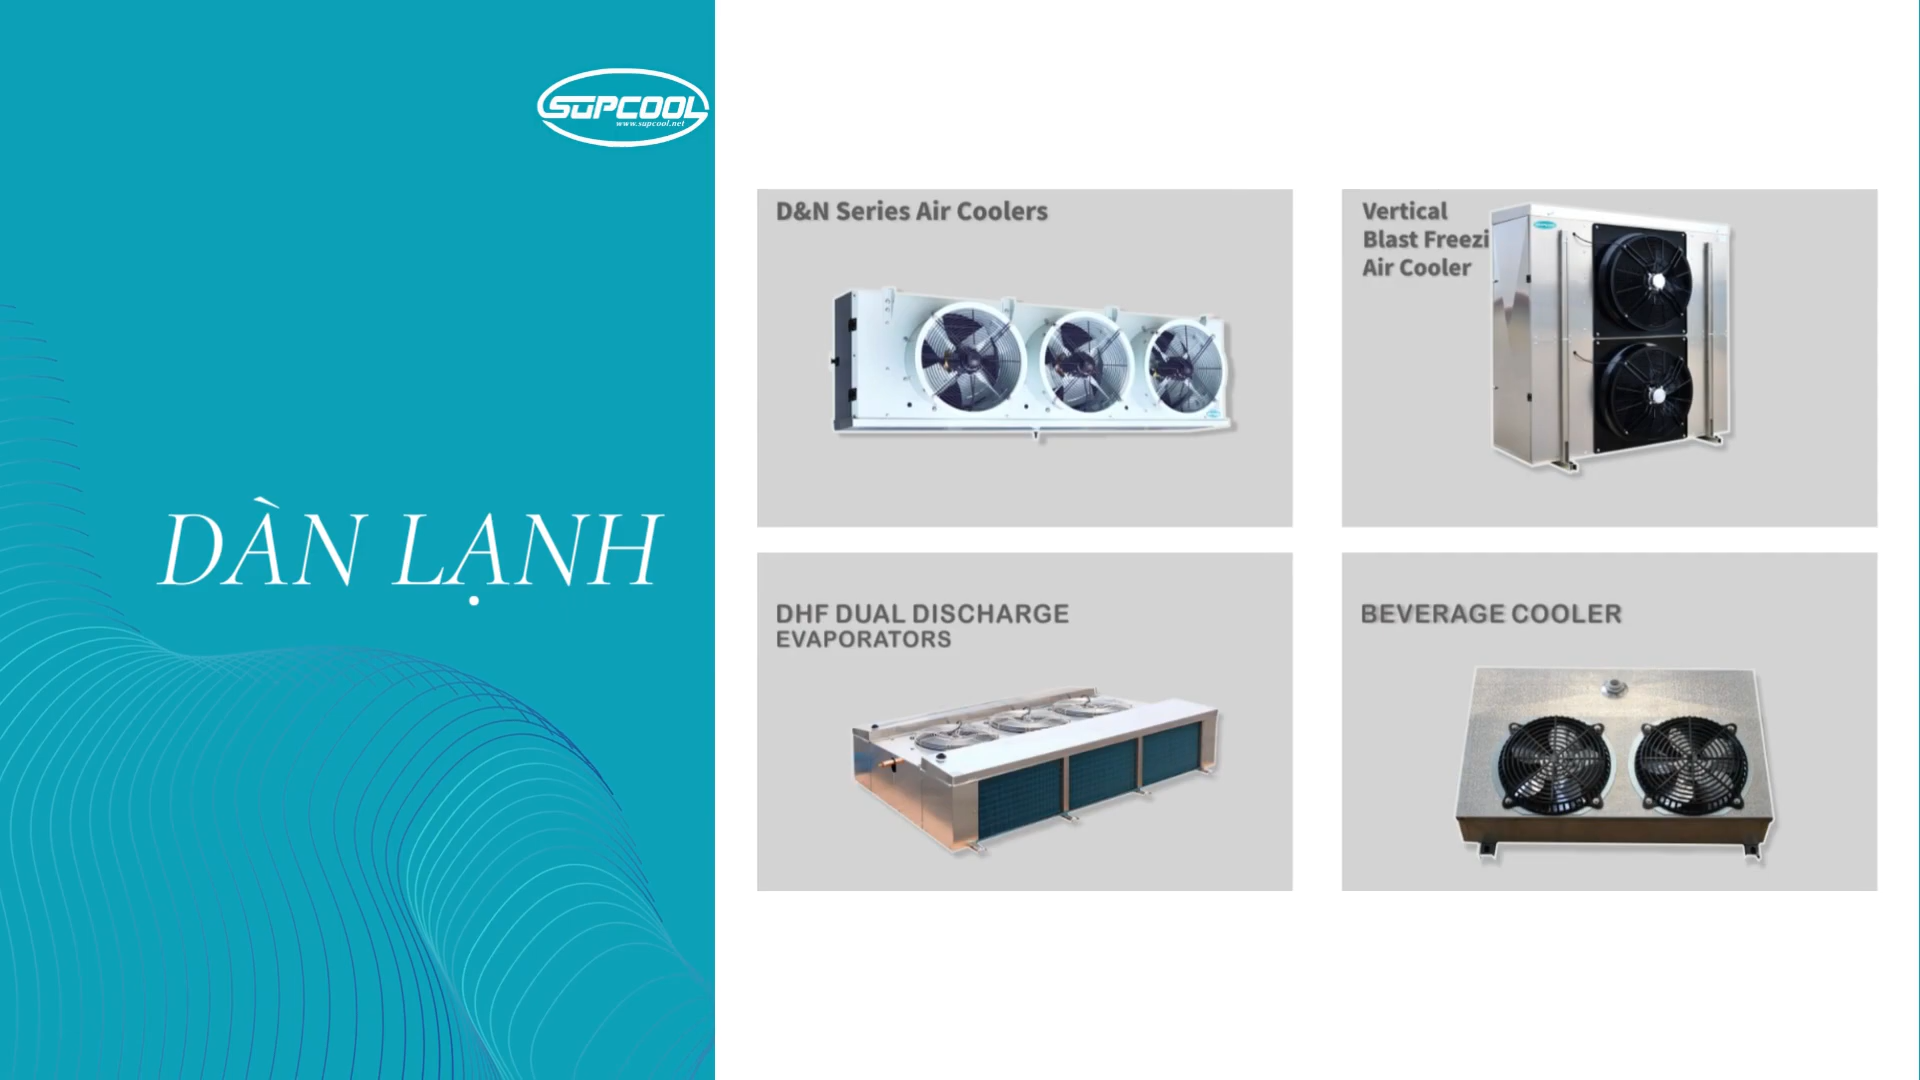 SUPCOOL
www.supcool.net
DÀN LẠNH
D&N Series Air Coolers
Vertical
Blast Freezi
Air Cooler
DHF DUAL DISCHARGE
EVAPORATORS
BEVERAGE COOLER